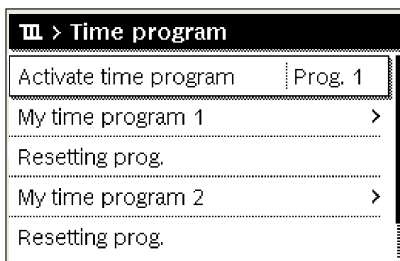 > Time program
Activate time program Prog. 1
My time program 1 >
Resetting prog.
My time program 2 >
Resetting prog.